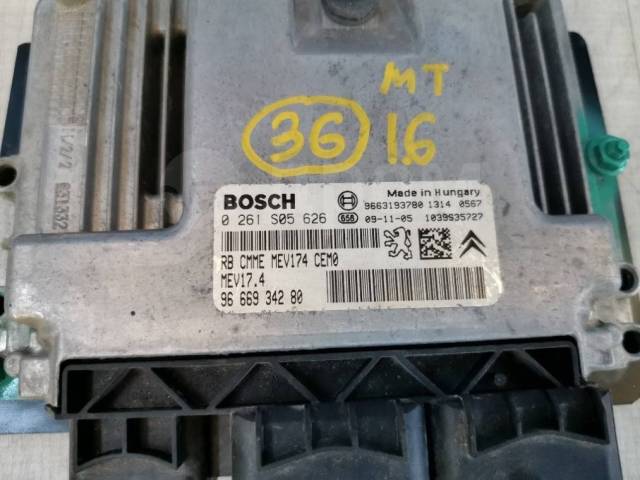 MT
36 1.6
BOSCH Made in Hungary
9663193780 1314 0567
0 261 S05 626 656 09-11-05 1039S35727
RB CMME MEV174 CEM0
MEV17.4
96 669 342 80